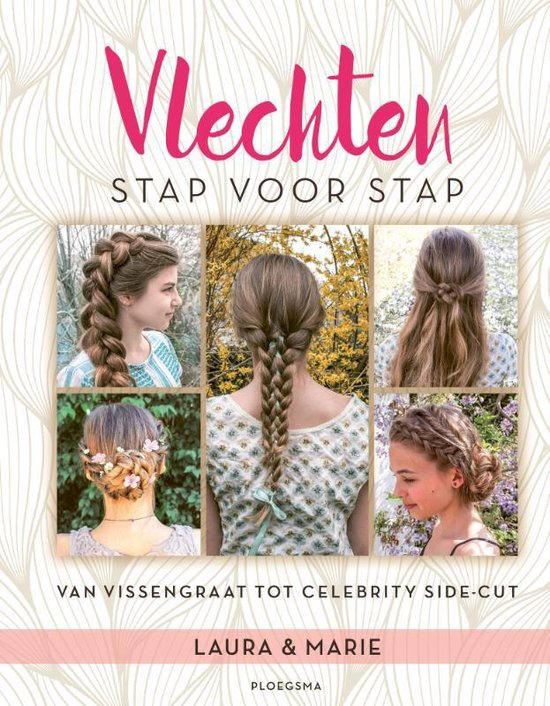 Vlechten
STAP VOOR STAP
VAN VISSENGRAAT TOT CELEBRITY SIDE-CUT
LAURA & MARIE
PLOEGSMA